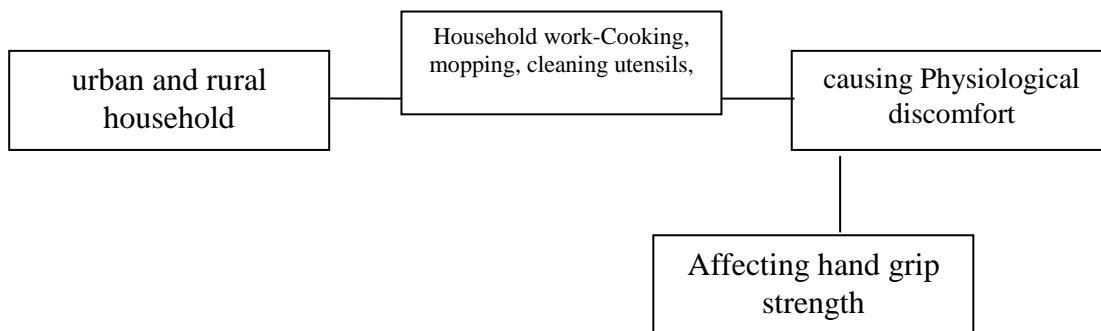 urban and rural
household
Household work-Cooking,
mopping, cleaning utensils,
causing Physiological
discomfort
Affecting hand grip
strength